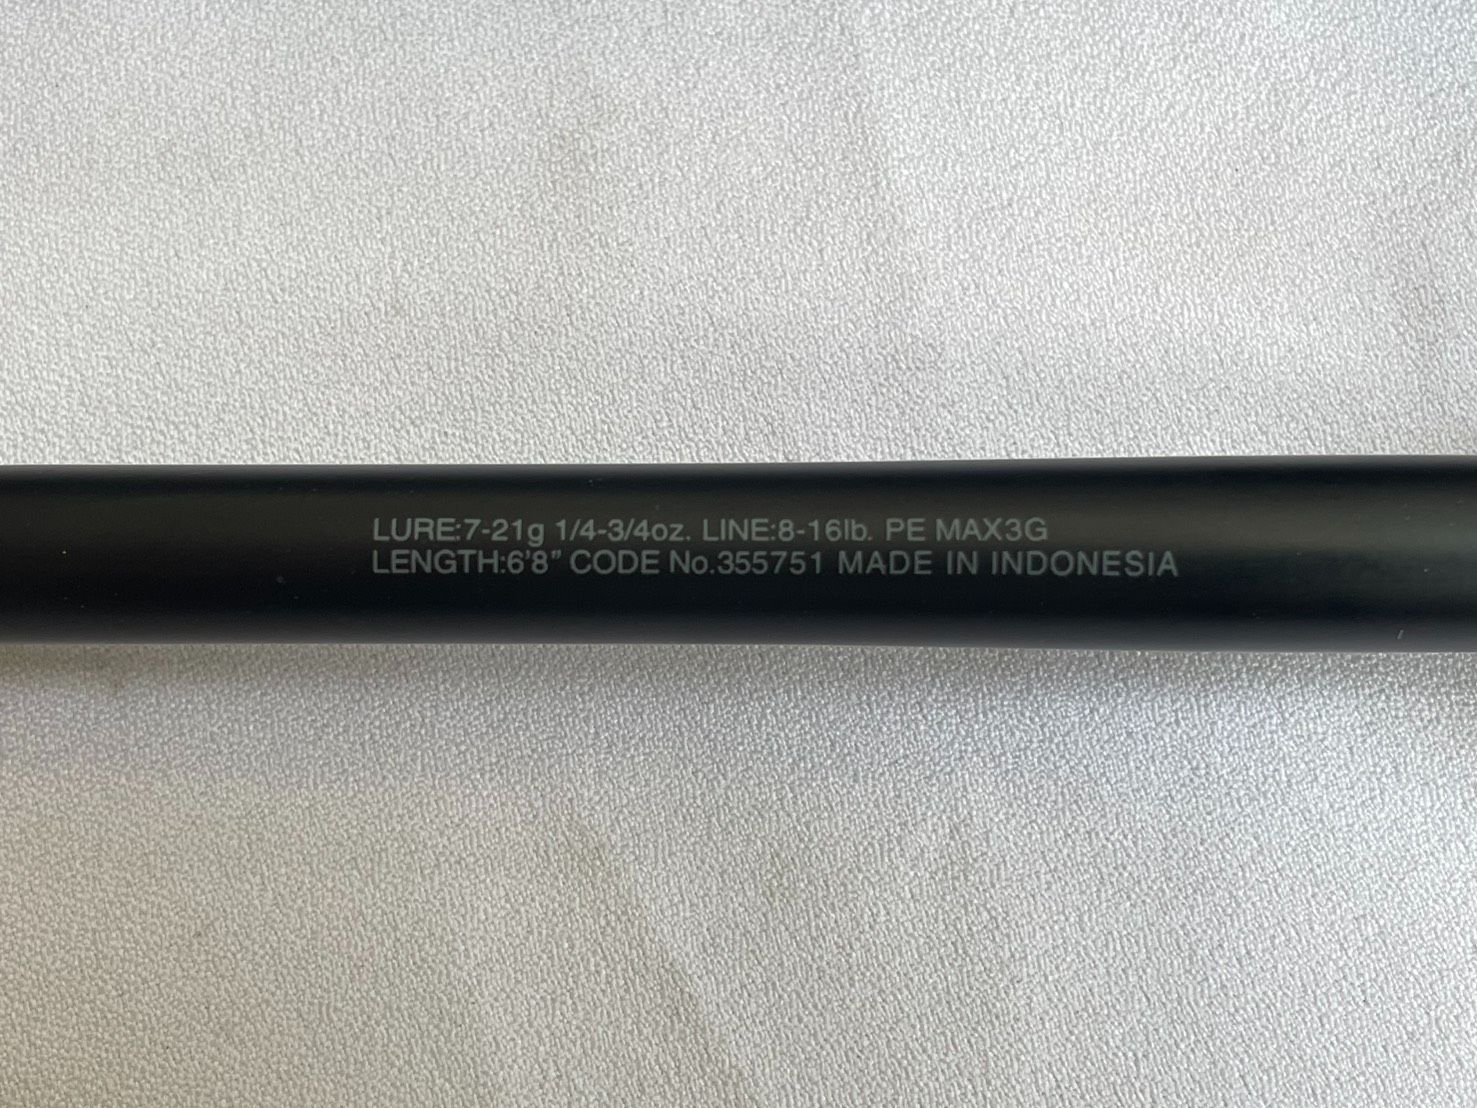 LURE:7-21g 1/4-3/4oz. LINE:8-16lb. PE MAX3G
LENGTH:6'8" CODE No.355751 MADE IN INDONESIA